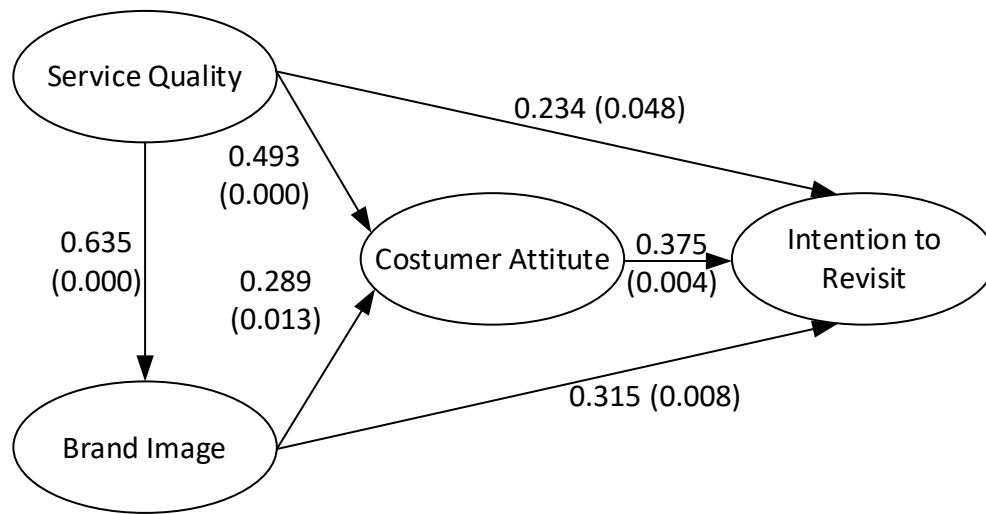 Service Quality
0.234 (0.048)
0.493
(0.000)
0.635
(0.000)
Costumer Attitute
0.375
(0.004)
Intention to
Revisit
0.289
(0.013)
0.315 (0.008)
Brand Image